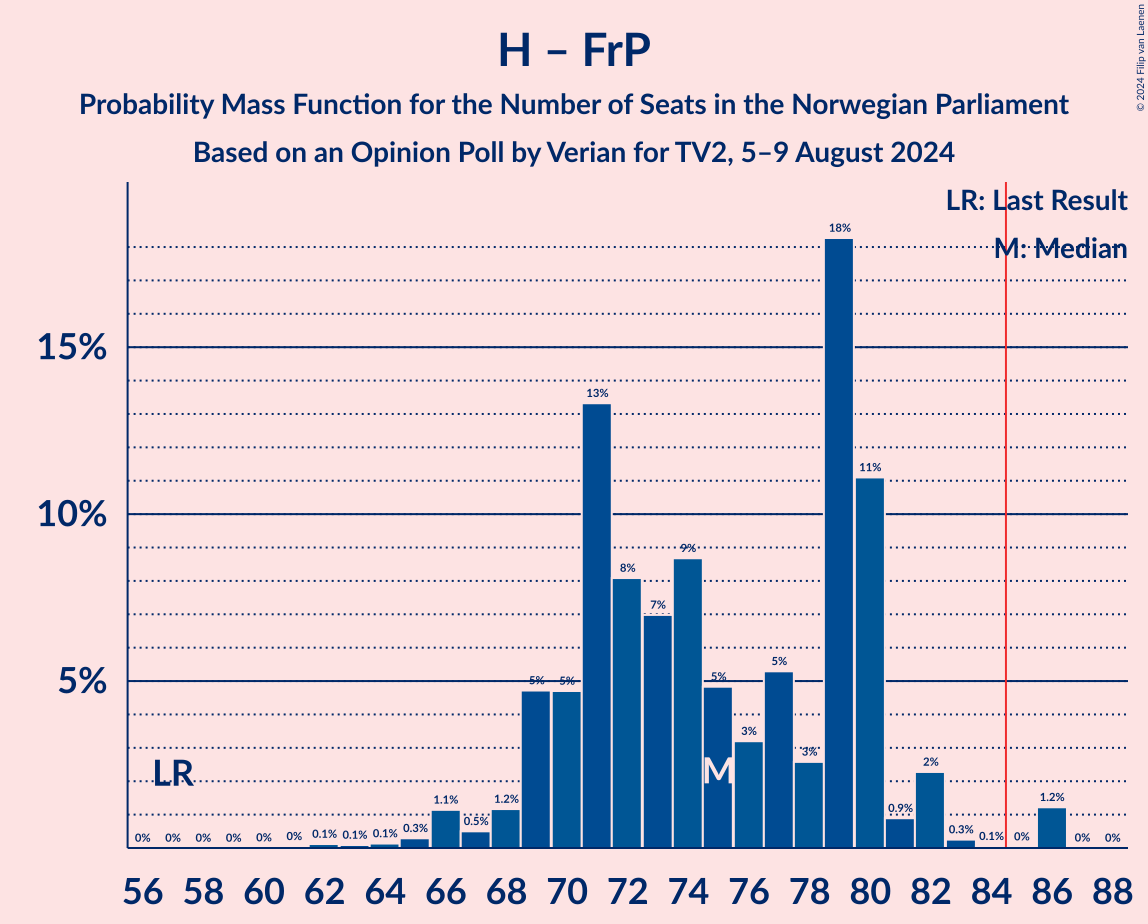 H – FrP
Probability Mass Function for the Number of Seats in the Norwegian Parliament
Based on an Opinion Poll by Verian for TV2, 5–9 August 2024
© 2024 Filip van Laenen
LR: Last Result
M: Median
15%
10%
5%
LR
M
0% 0% 0% 0% 0% 0% 0.1% 0.1% 0.1% 0.3% 1.1% 0.5% 1.2% 5% 5% 13% 8% 7% 9% 5% 3% 5% 3% 18% 11% 0.9% 2% 0.3% 0.1% 0% 1.2% 0% 0%
56 58 60 62 64 66 68 70 72 74 76 78 80 82 84 86 88